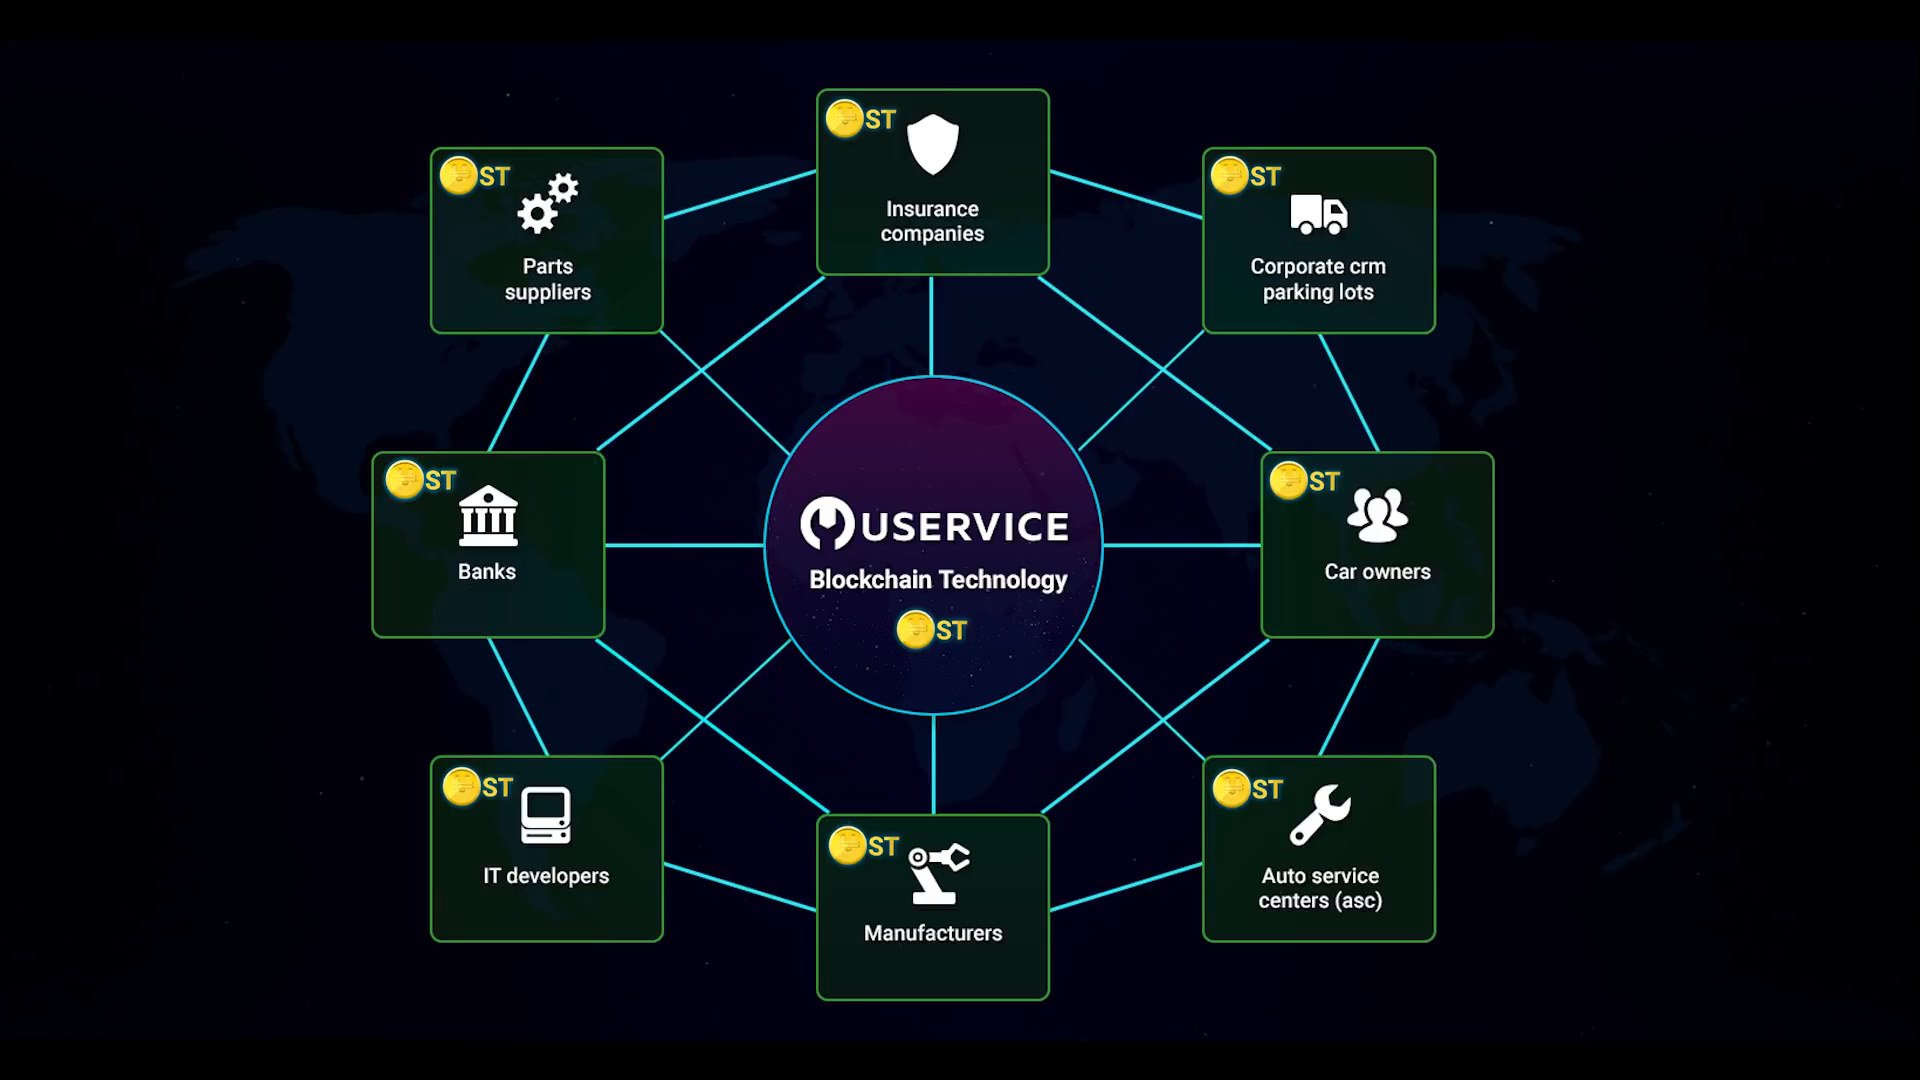 ST
Insurance
companies
ST
Parts
suppliers
ST
Corporate crm
parking lots
ST
Banks
USERVICE
Blockchain Technology
ST
ST
Car owners
ST
IT developers
ST
Manufacturers
ST
Auto service
centers (asc)